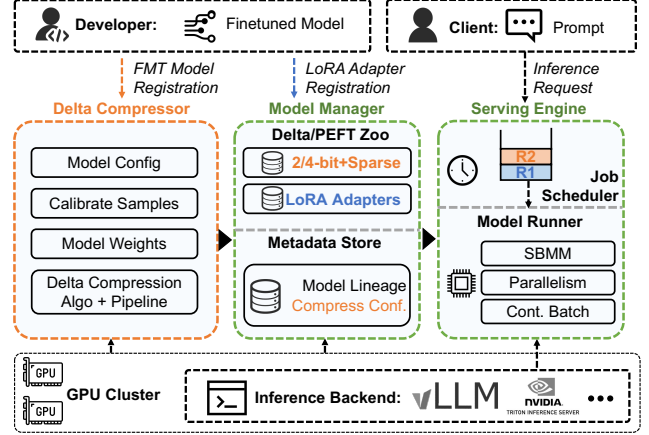 Developer:
Finetuned Model
Client:
Prompt
FMT Model
Registration
LoRA Adapter
Registration
Inference
Request
Delta Compressor
Model Manager
Serving Engine
Model Config
Calibrate Samples
Model Weights
Delta Compression
Algo + Pipeline
Delta/PEFT Zoo
2/4-bit+Sparse
LoRA Adapters
Metadata Store
Model Lineage
Compress Conf.
R2
R1
Job
Scheduler
Model Runner
SBMM
Parallelism
Cont. Batch
GPU
GPU
GPU Cluster
Inference Backend:
vLLM
NVIDIA.
TRITON INFERENCE SERVER